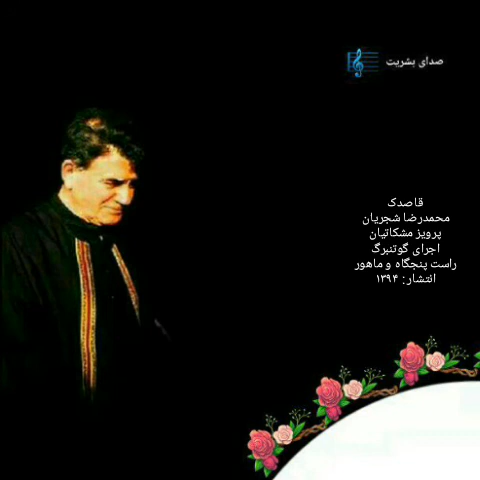 صدای بشریت
قاصدک
محمدرضا شجریان
پرویز مشکاتیان
اجرای گوتنبرگ
راست پنجگاه و ماهور
انتشار: ۱۳۹۴